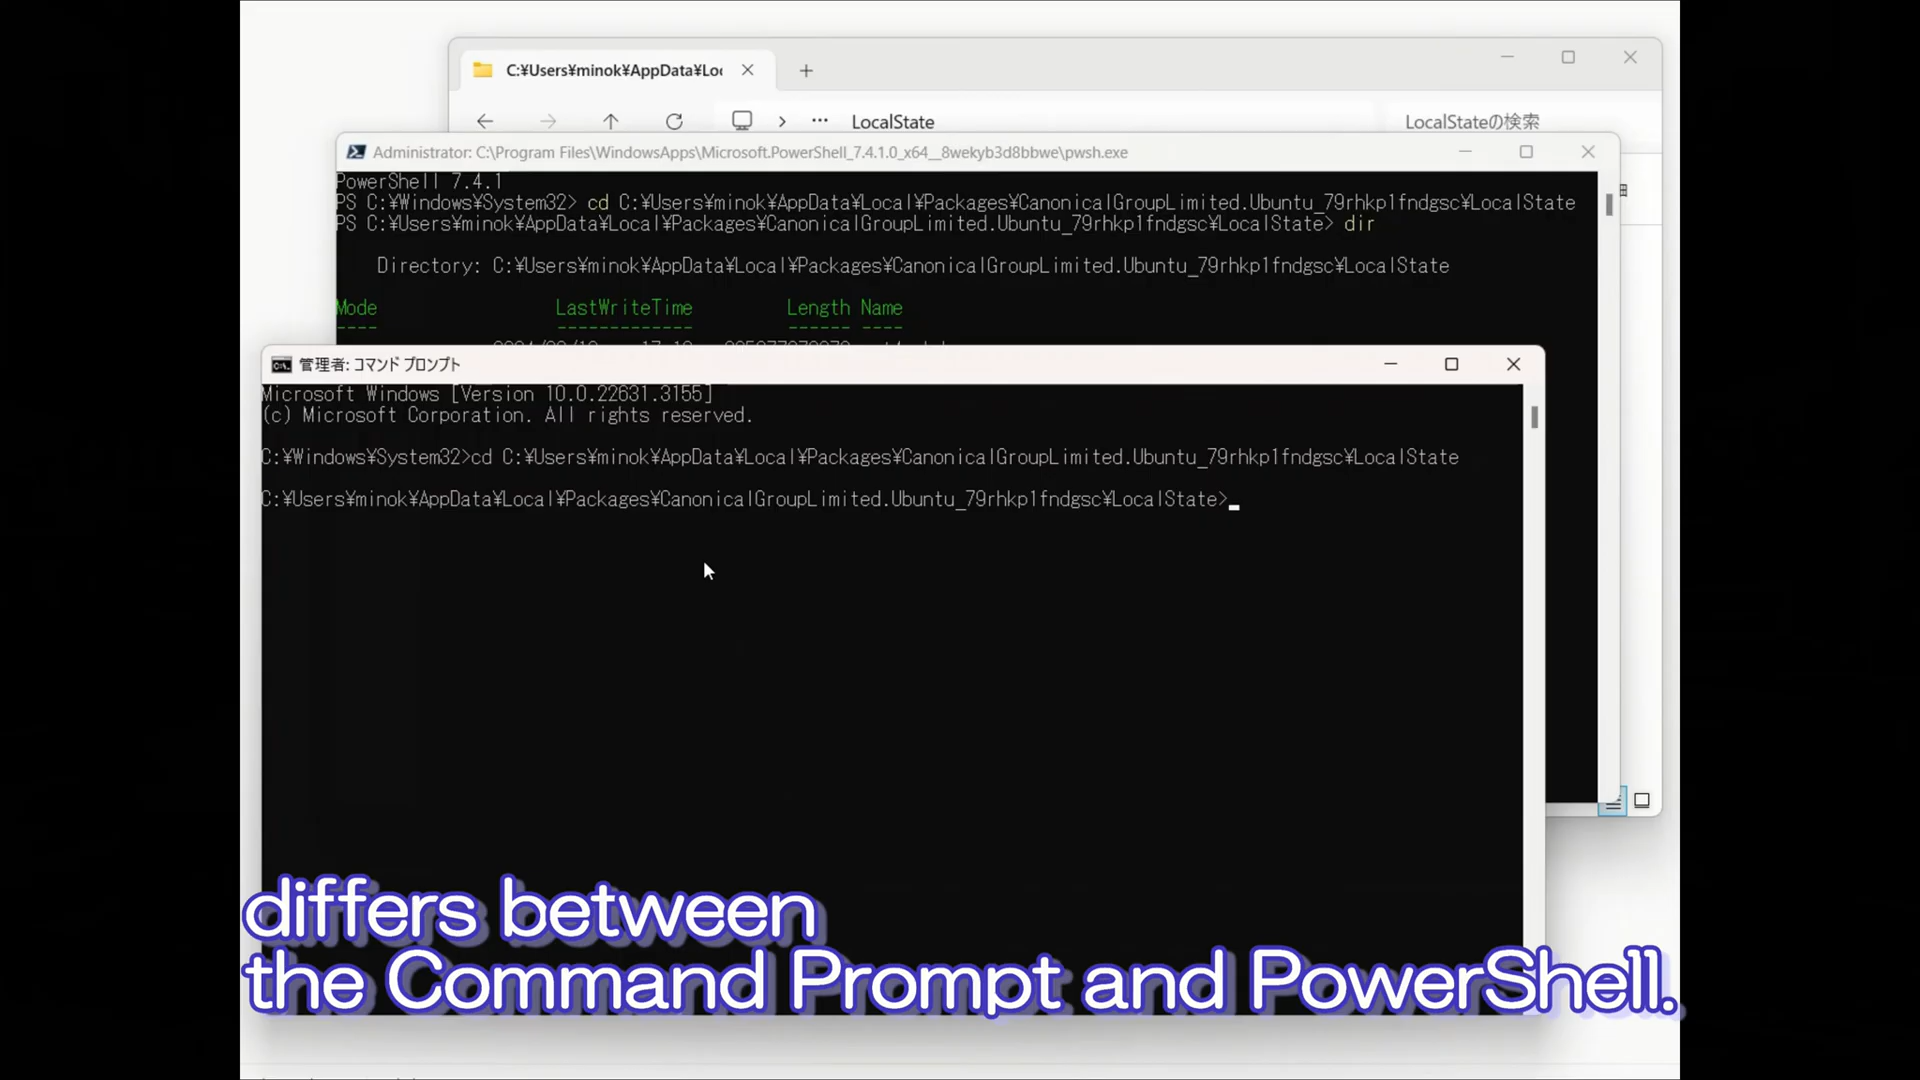 C:¥Users¥minok¥AppData¥Loc
LocalState
LocalStateの検索
Administrator: C:\Program Files\WindowsApps\Microsoft.PowerShell_7.4.1.0_x64__8wekyb3d8bbwe\pwsh.exe
PowerShell 7.4.1
PS C:¥Windows¥System32> cd C:¥Users¥minok¥AppData¥Local¥Packages¥CanonicalGroupLimited.Ubuntu_79rhkp1fndgsc¥LocalState
PS C:¥Users¥minok¥AppData¥Local¥Packages¥CanonicalGroupLimited.Ubuntu_79rhkp1fndgsc¥LocalState> dir
Directory: C:¥Users¥minok¥AppData¥Local¥Packages¥CanonicalGroupLimited.Ubuntu_79rhkp1fndgsc¥LocalState
Mode LastWriteTime Length Name
---- ------------- ------ ----
管理者: コマンド プロンプト
Microsoft Windows [Version 10.0.22631.3155]
(c) Microsoft Corporation. All rights reserved.
C:¥Windows¥System32>cd C:¥Users¥minok¥AppData¥Local¥Packages¥CanonicalGroupLimited.Ubuntu_79rhkp1fndgsc¥LocalState
C:¥Users¥minok¥AppData¥Local¥Packages¥CanonicalGroupLimited.Ubuntu_79rhkp1fndgsc¥LocalState>
differs between
the Command Prompt and PowerShell.